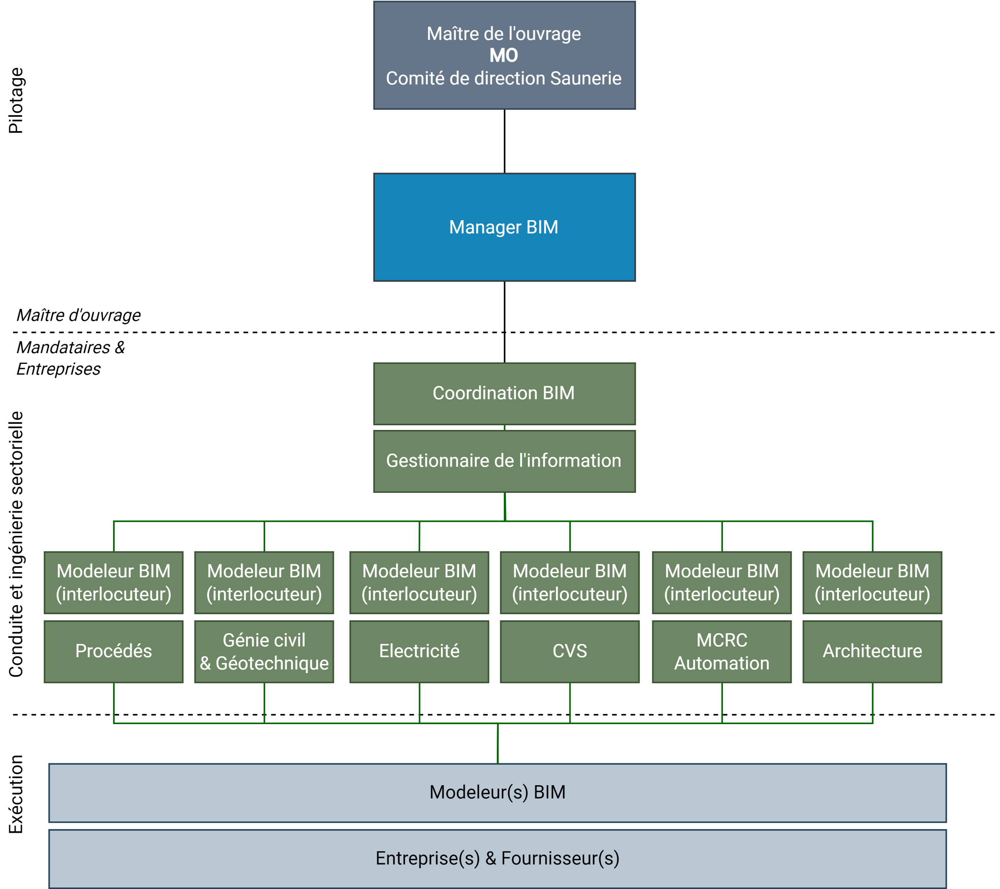 Pilotage
Maître de l'ouvrage
MO
Comité de direction Saunerie
Manager BIM
Maître d'ouvrage
Mandataires &
Entreprises
Conduite et ingénierie sectorielle
Coordination BIM
Gestionnaire de l'information
Modeleur BIM
(interlocuteur)
Modeleur BIM
(interlocuteur)
Modeleur BIM
(interlocuteur)
Modeleur BIM
(interlocuteur)
Modeleur BIM
(interlocuteur)
Modeleur BIM
(interlocuteur)
Procédés
Génie civil
& Géotechnique
Electricité
CVS
MCRC
Automation
Architecture
Exécution
Modeleur(s) BIM
Entreprise(s) & Fournisseur(s)